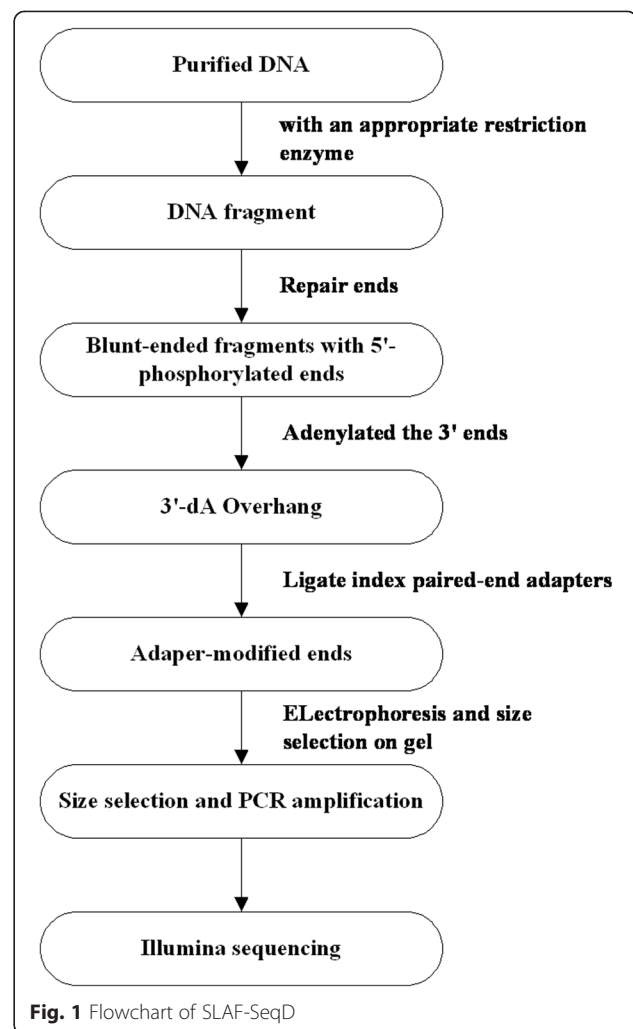 Purified DNA
with an appropriate restriction
enzyme
DNA fragment
Repair ends
Blunt-ended fragments with 5'-
phosphorylated ends
Adenylated the 3' ends
3'-dA Overhang
Ligate index paired-end adapters
Adaper-modified ends
ELectrophoresis and size
selection on gel
Size selection and PCR amplification
Illumina sequencing
Fig. 1 Flowchart of SLAF-SeqD